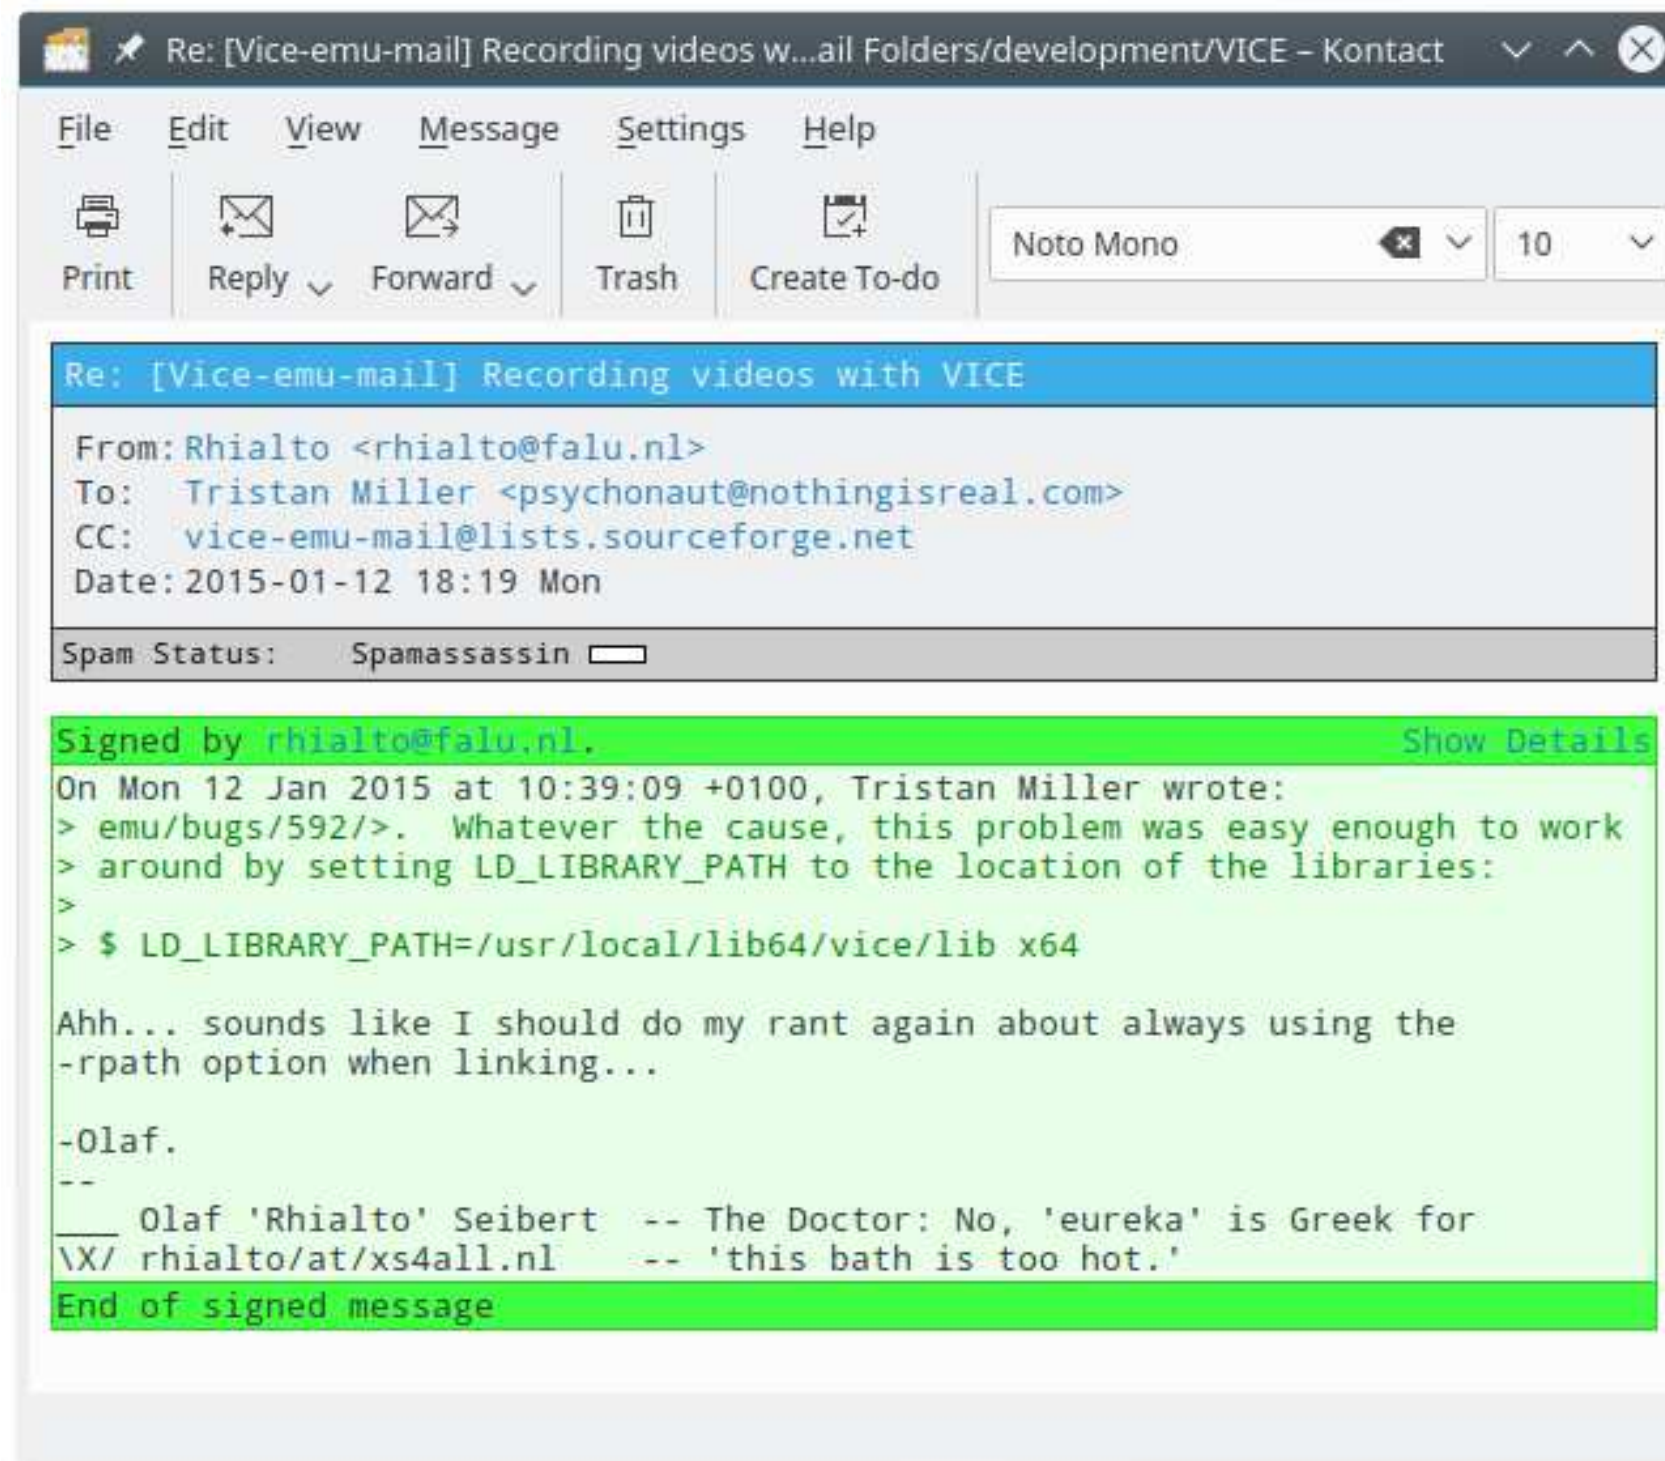 Re: [Vice-emu-mail] Recording videos w...ail Folders/development/VICE – Kontact
File Edit View Message Settings Help
Print Reply Forward Trash Create To-do Noto Mono 10
Re: [Vice-emu-mail] Recording videos with VICE
From: Rhialto <rhialto@falu.nl>
To: Tristan Miller <psychonaut@nothingisreal.com>
CC: vice-emu-mail@lists.sourceforge.net
Date: 2015-01-12 18:19 Mon
Spam Status: Spamassassin
Signed by rhialto@falu.nl. Show Details
On Mon 12 Jan 2015 at 10:39:09 +0100, Tristan Miller wrote:
> emu/bugs/592/>.  Whatever the cause, this problem was easy enough to work
> around by setting LD_LIBRARY_PATH to the location of the libraries:
>
> $ LD_LIBRARY_PATH=/usr/local/lib64/vice/lib x64
Ahh... sounds like I should do my rant again about always using the
-rpath option when linking...
-Olaf.
--
___ Olaf 'Rhialto' Seibert  -- The Doctor: No, 'eureka' is Greek for
\X/ rhialto/at/xs4all.nl    -- 'this bath is too hot.'
End of signed message